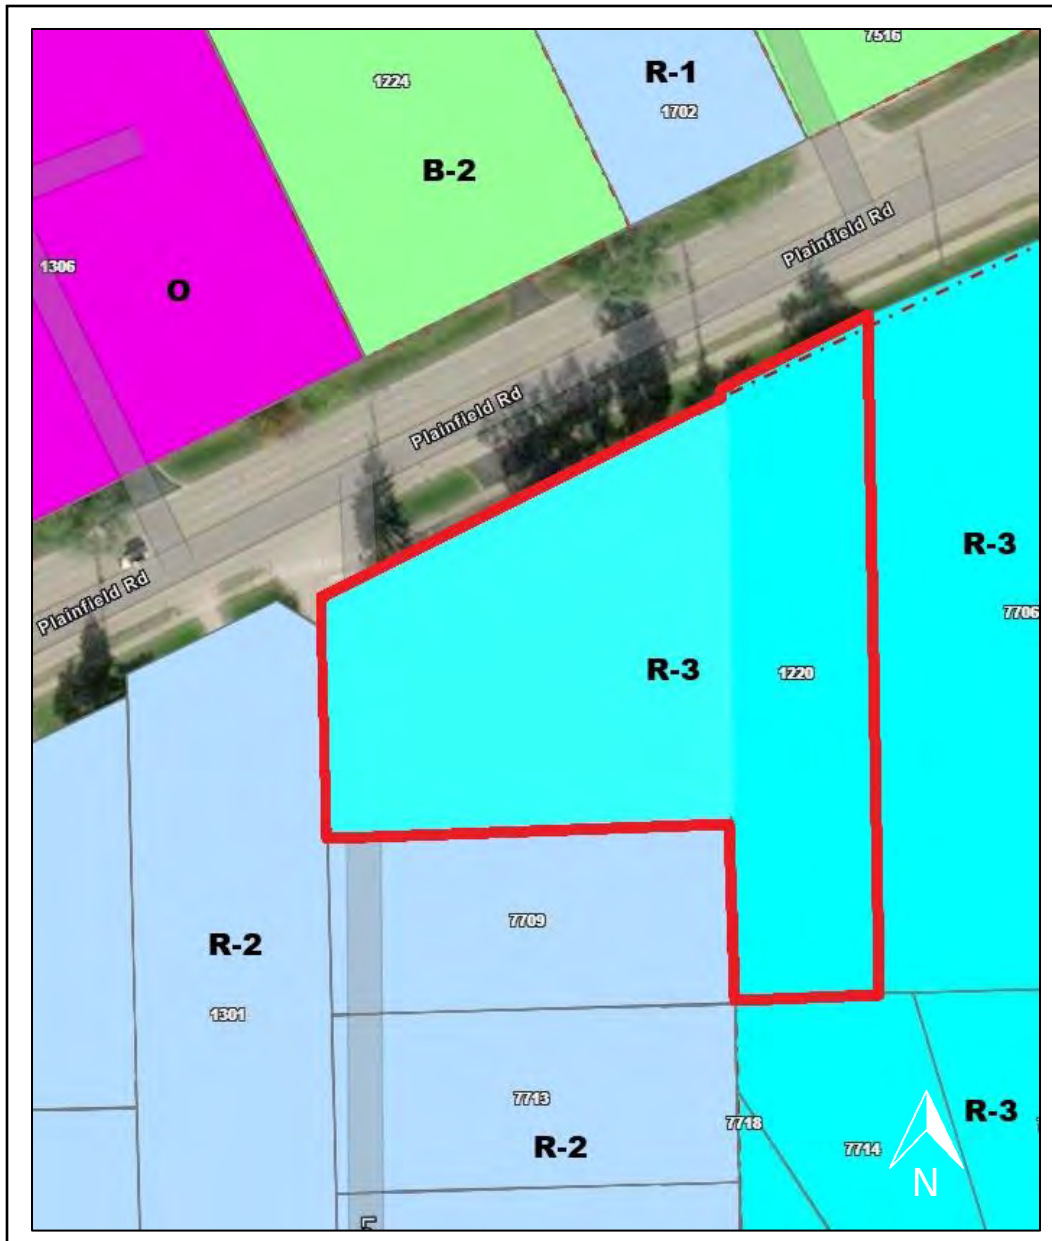 7516
1224
R-1
1702
B-2
Plainfield Rd
1306
O
Plainfield Rd
R-3
7706
Plainfield Rd
R-3
1220
7709
R-2
1301
7713
R-3
7718
R-2
7714
N